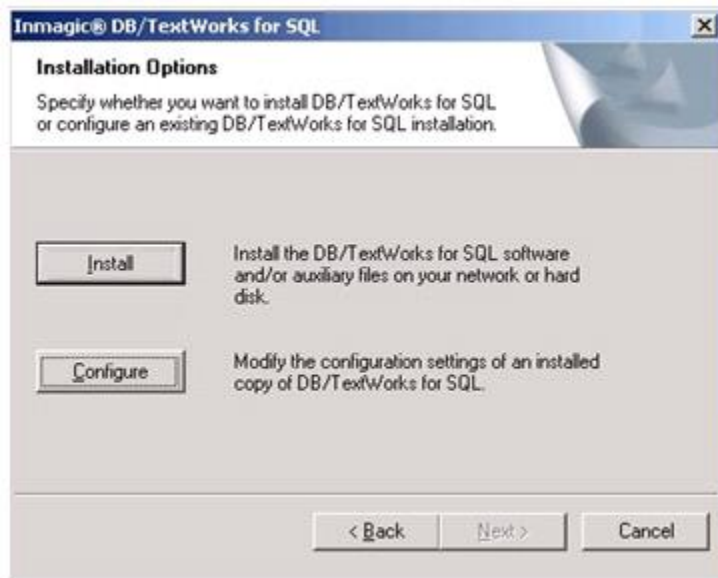 Inmagic® DB/TextWorks for SQL
Installation Options
Specify whether you want to install DB/TextWorks for SQL
or configure an existing DB/TextWorks for SQL installation.
Install
Install the DB/TextWorks for SQL software
and/or auxiliary files on your network or hard
disk.
Configure
Modify the configuration settings of an installed
copy of DB/TextWorks for SQL.
< Back
Next >
Cancel